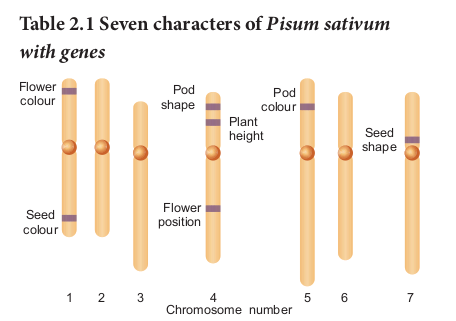 Table 2.1 Seven characters of Pisum sativum
with genes
Flower
colour
Seed
colour
Pod
shape
Plant
height
Flower
position
Pod
colour
Seed
shape
1 2 3 4 5 6 7
Chromosome number